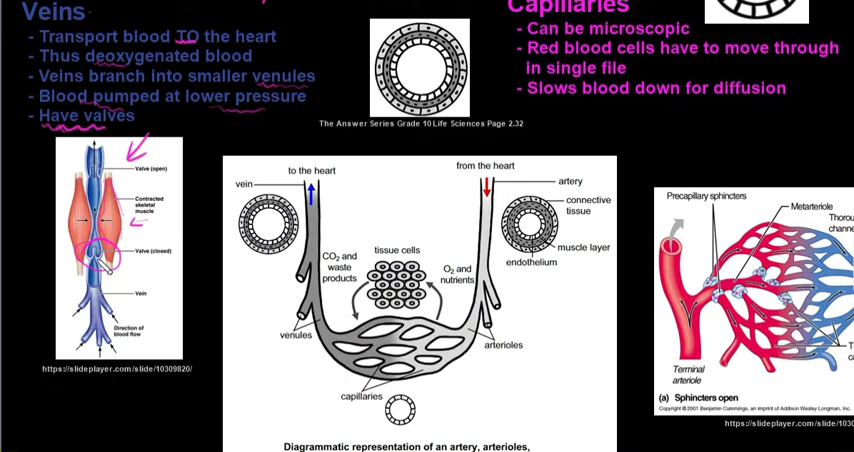 Veins
- Transport blood TO the heart
- Thus deoxygenated blood
- Veins branch into smaller venules
- Blood pumped at lower pressure
- Have valves
Capillaries
- Can be microscopic
- Red blood cells have to move through
in single file
- Slows blood down for diffusion
The Answer Series Grade 10 Life Sciences Page 2.32
Valve (open)
Contracted
skeletal
muscle
Valve (closed)
Vein
Direction of
blood flow
https://slideplayer.com/slide/10309820/
to the heart
from the heart
vein
artery
connective
tissue
muscle layer
endothelium
tissue cells
CO2 and
waste
products
O2 and
nutrients
venules
arterioles
capillaries
Diagrammatic representation of an artery, arterioles,
Precapillary sphincters
Metarteriole
Terminal
arteriole
(a) Sphincters open
Copyright © 2001 Benjamin Cummings, an imprint of Addison Wesley Longman, Inc.
https://slideplayer.com/slide/1030